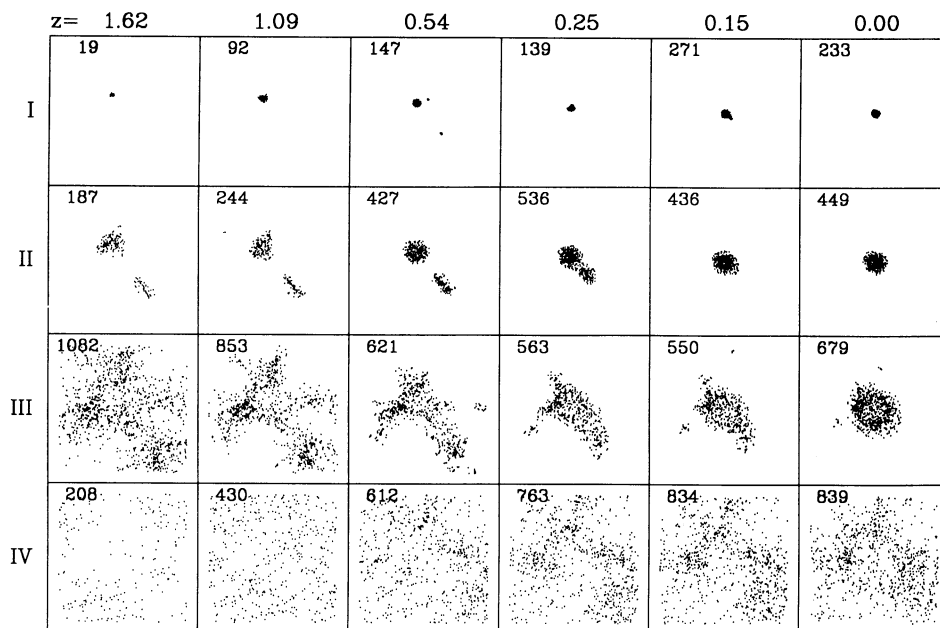 z= 1.62 1.09 0.54 0.25 0.15 0.00
19 92 147 139 271 233
I
187 244 427 536 436 449
II
1082 853 621 563 550 679
III
208 430 612 763 834 839
IV